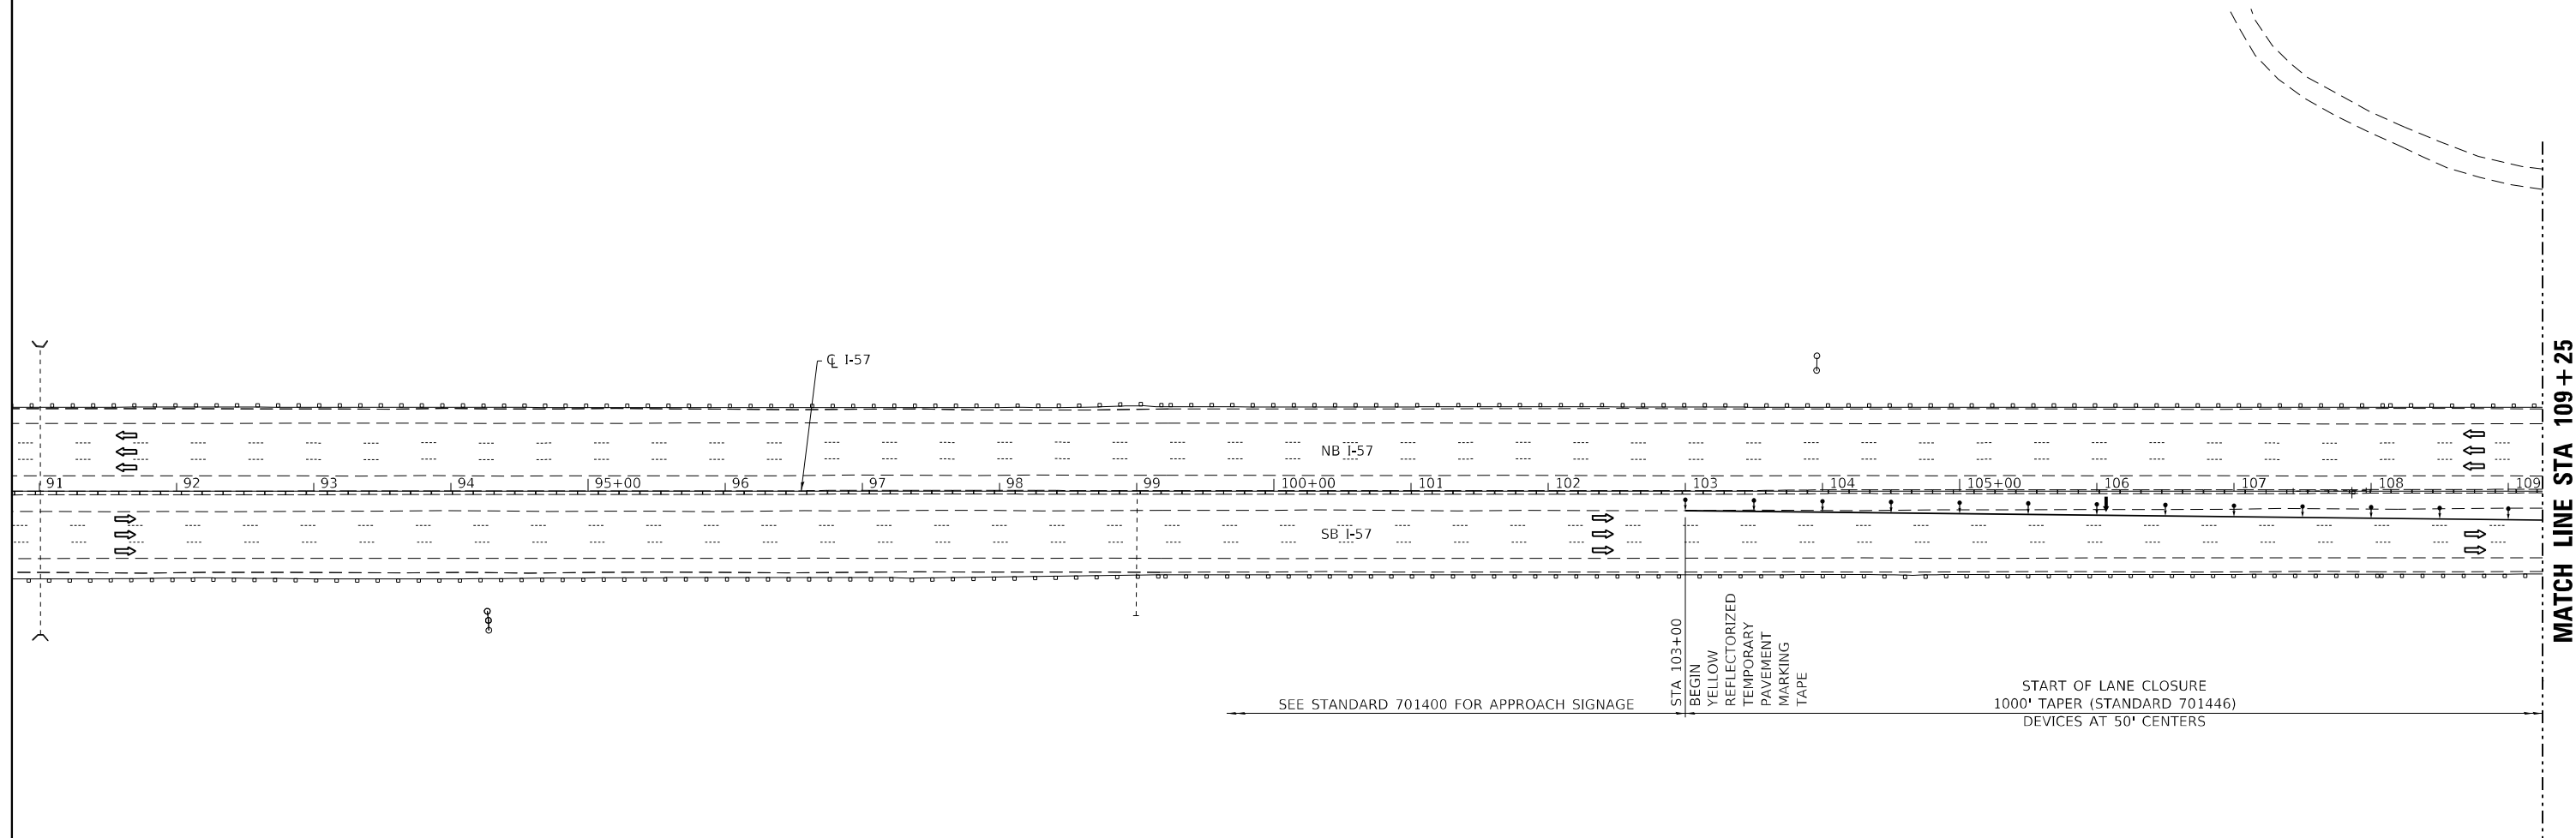 ℄ I-57
NB I-57
91 92 93 94 95+00 96 97 98 99 100+00 101 102 103 104 105+00 106 107 108 109
SB I-57
STA 103+00
BEGIN
YELLOW
REFLECTORIZED
TEMPORARY
PAVEMENT
MARKING
TAPE
SEE STANDARD 701400 FOR APPROACH SIGNAGE
START OF LANE CLOSURE
1000' TAPER (STANDARD 701446)
DEVICES AT 50' CENTERS
MATCH LINE STA 109+25